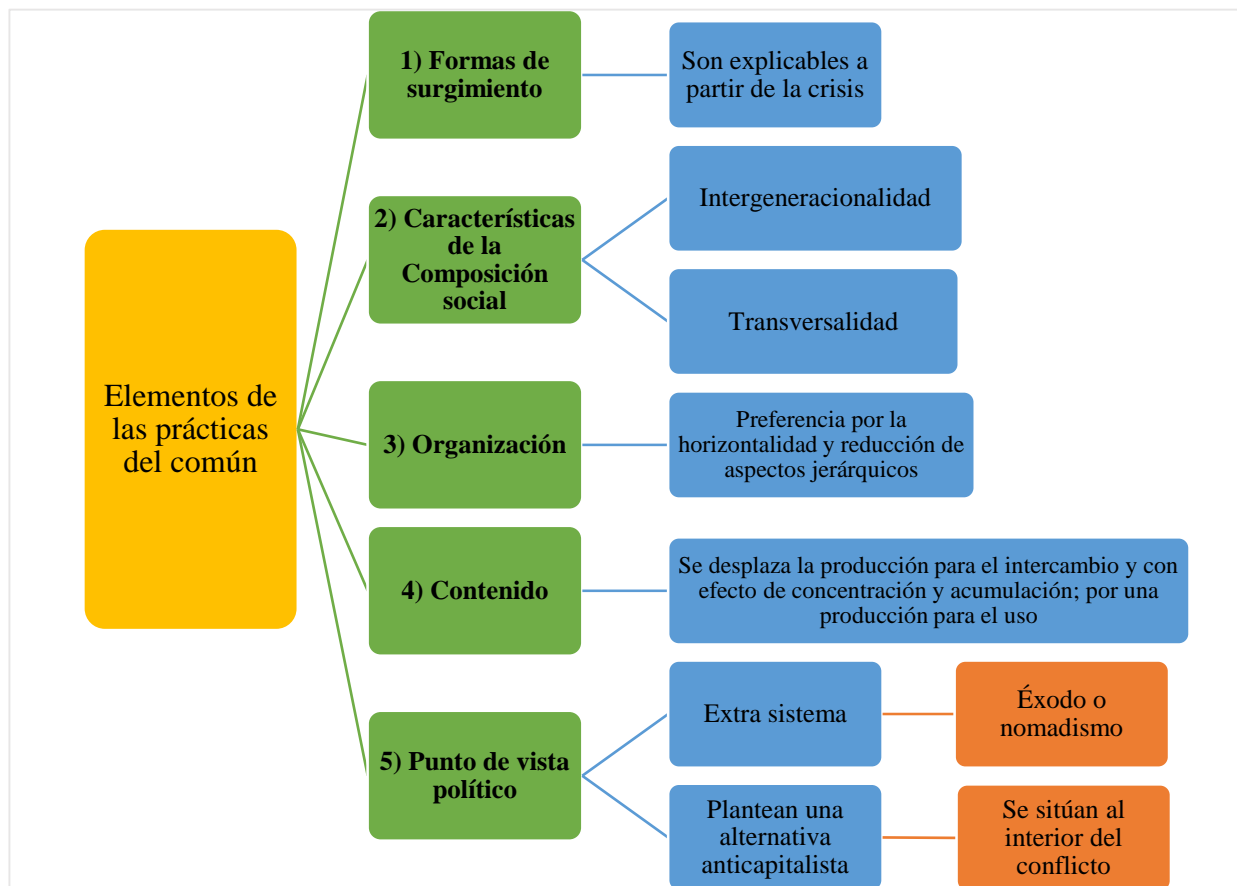 Elementos de
las prácticas
del común
1) Formas de
surgimiento
Son explicables a
partir de la crisis
2) Características
de la
Composición
social
Intergeneracionalidad
Transversalidad
3) Organización
Preferencia por la
horizontalidad y reducción de
aspectos jerárquicos
4) Contenido
Se desplaza la producción para el intercambio y con
efecto de concentración y acumulación; por una
producción para el uso
5) Punto de vista
político
Extra sistema
Éxodo o
nomadismo
Plantean una
alternativa
anticapitalista
Se sitúan al
interior del
conflicto